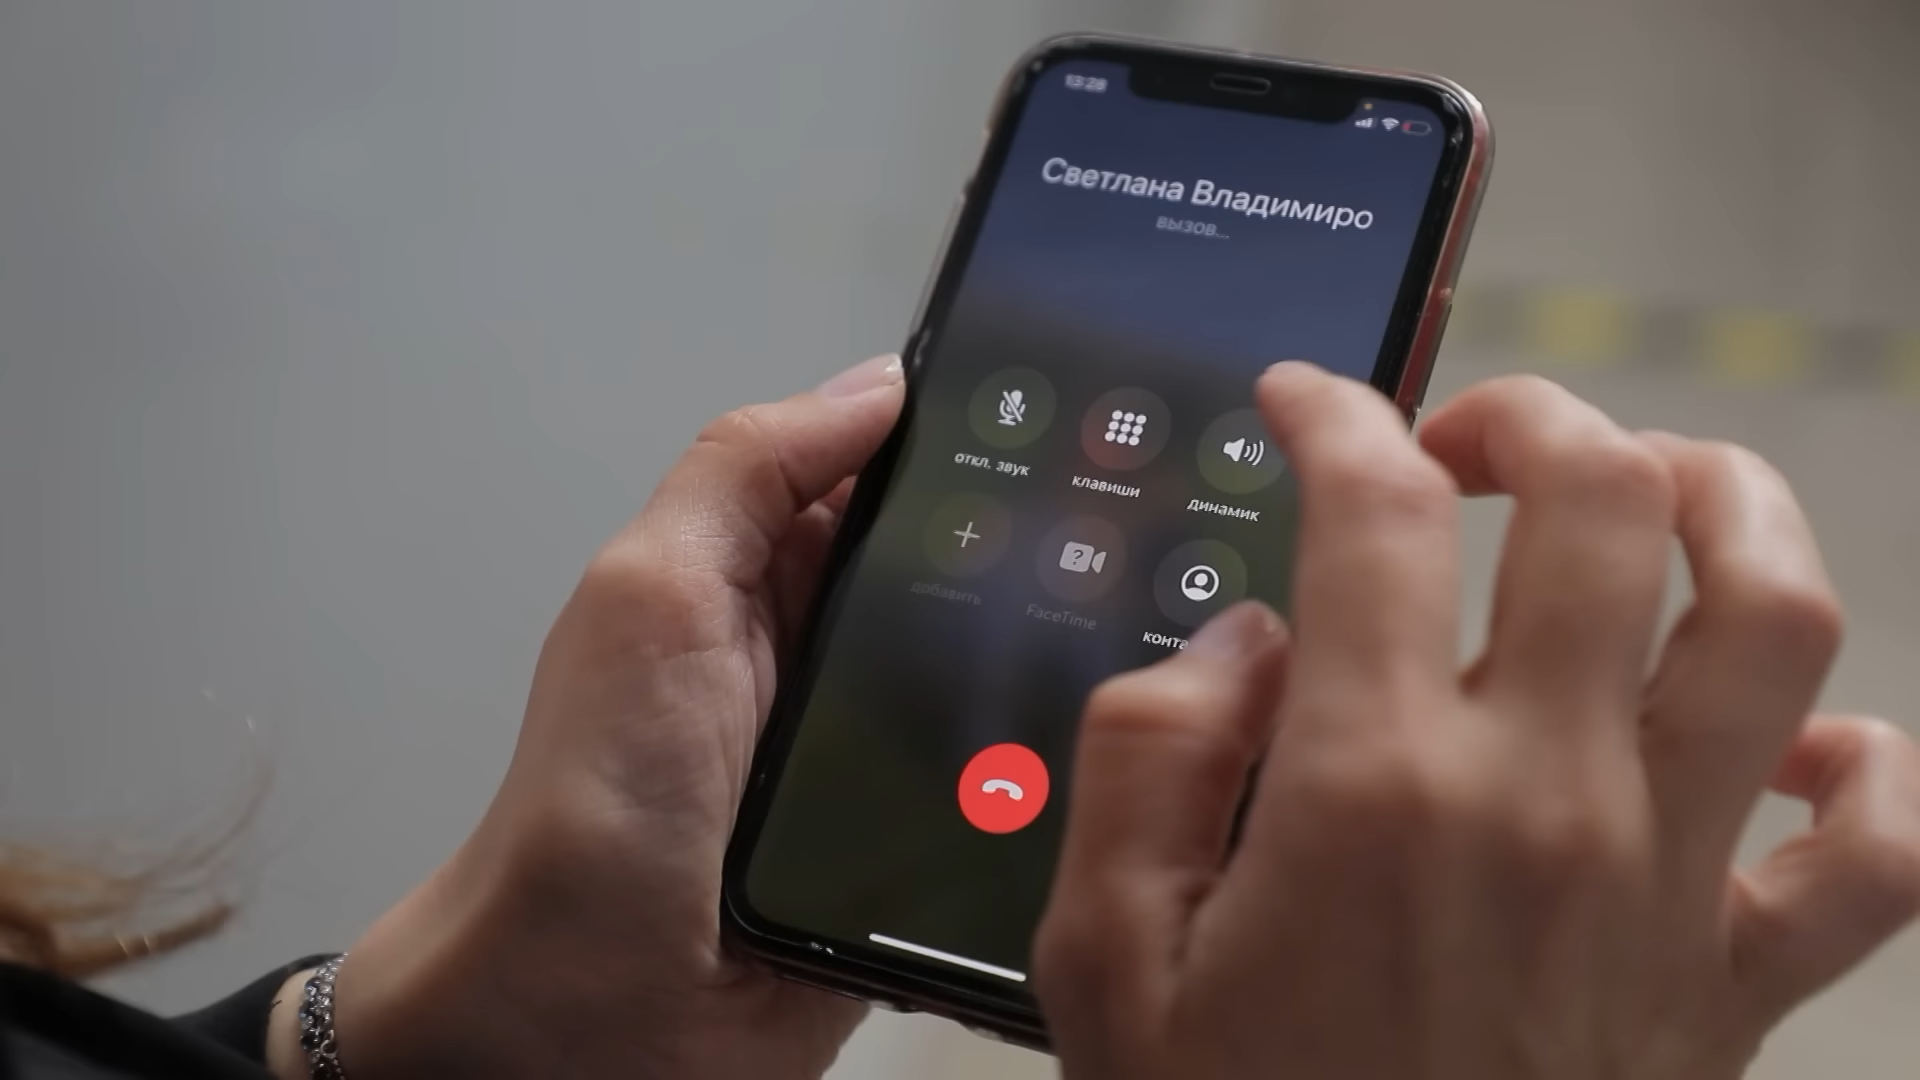 13:28
Светлана Владимиро
вызов...
откл. звук
клавиши
динамик
добавить
FaceTime
конта